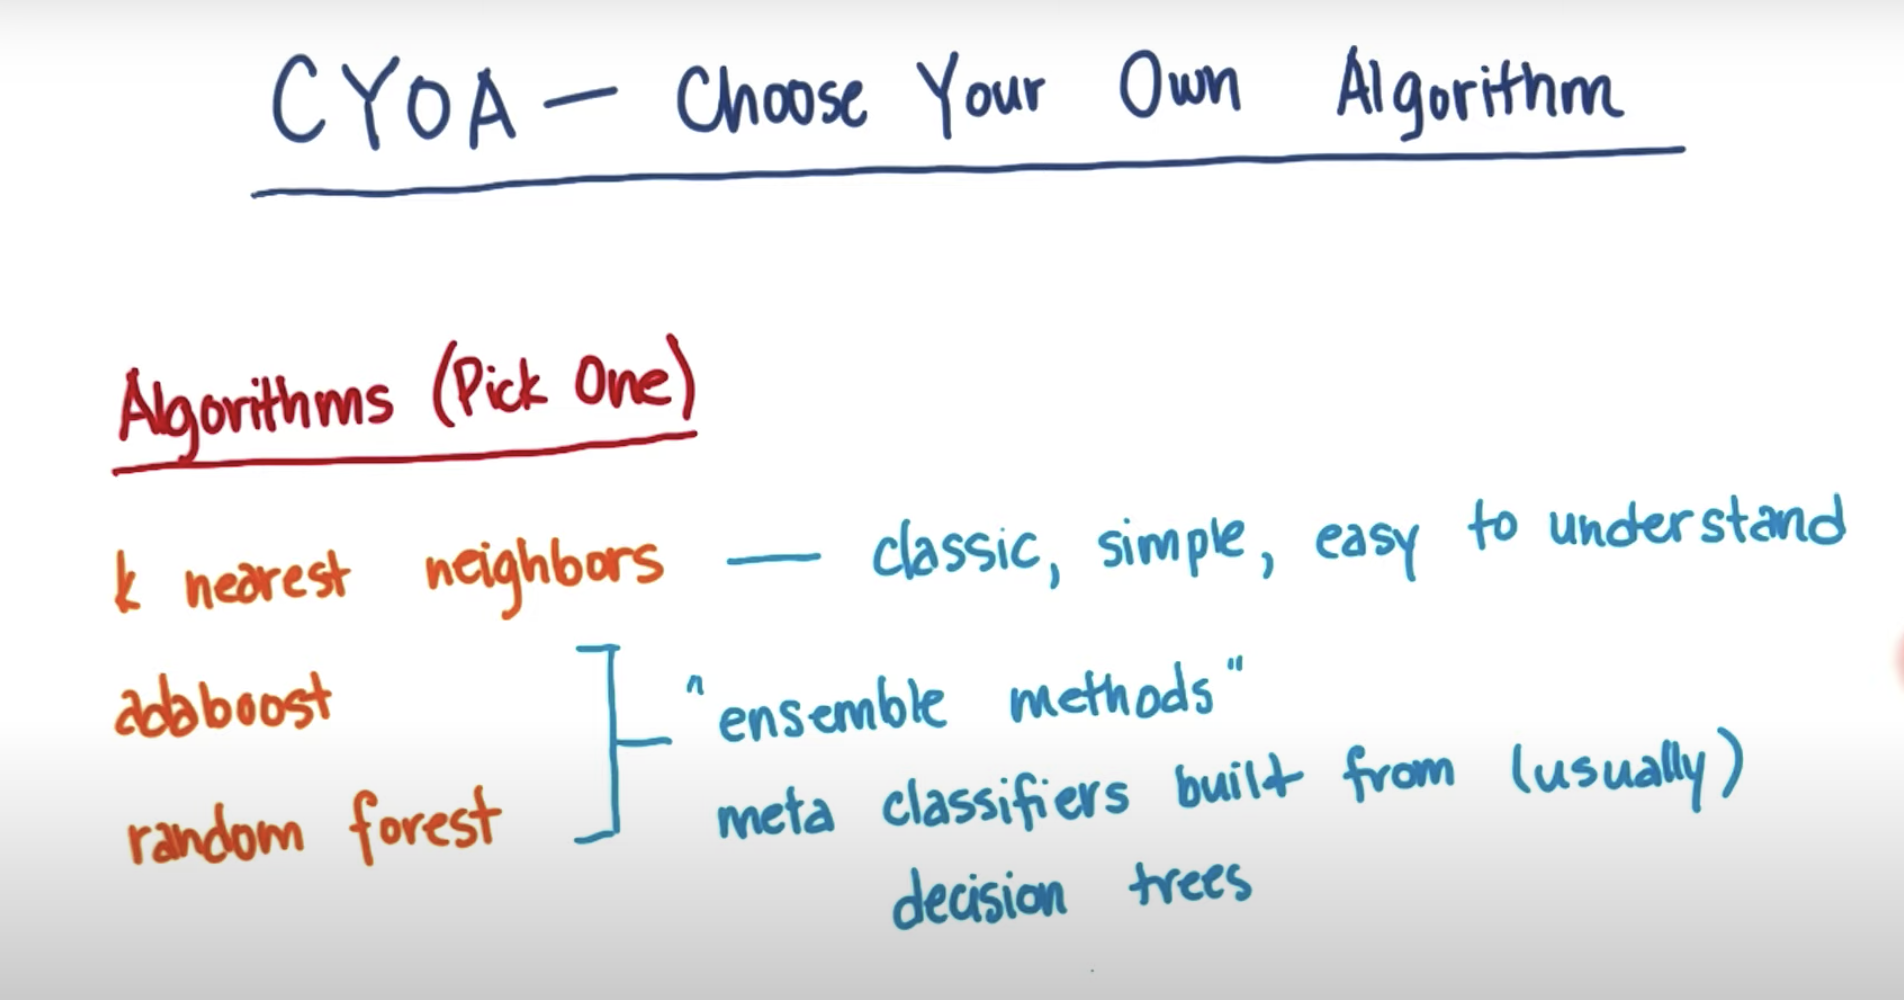 CYOA — Choose Your Own Algorithm
Algorithms (Pick One)
k nearest neighbors — classic, simple, easy to understand
adaboost
"ensemble methods"
random forest
meta classifiers built from (usually)
decision trees